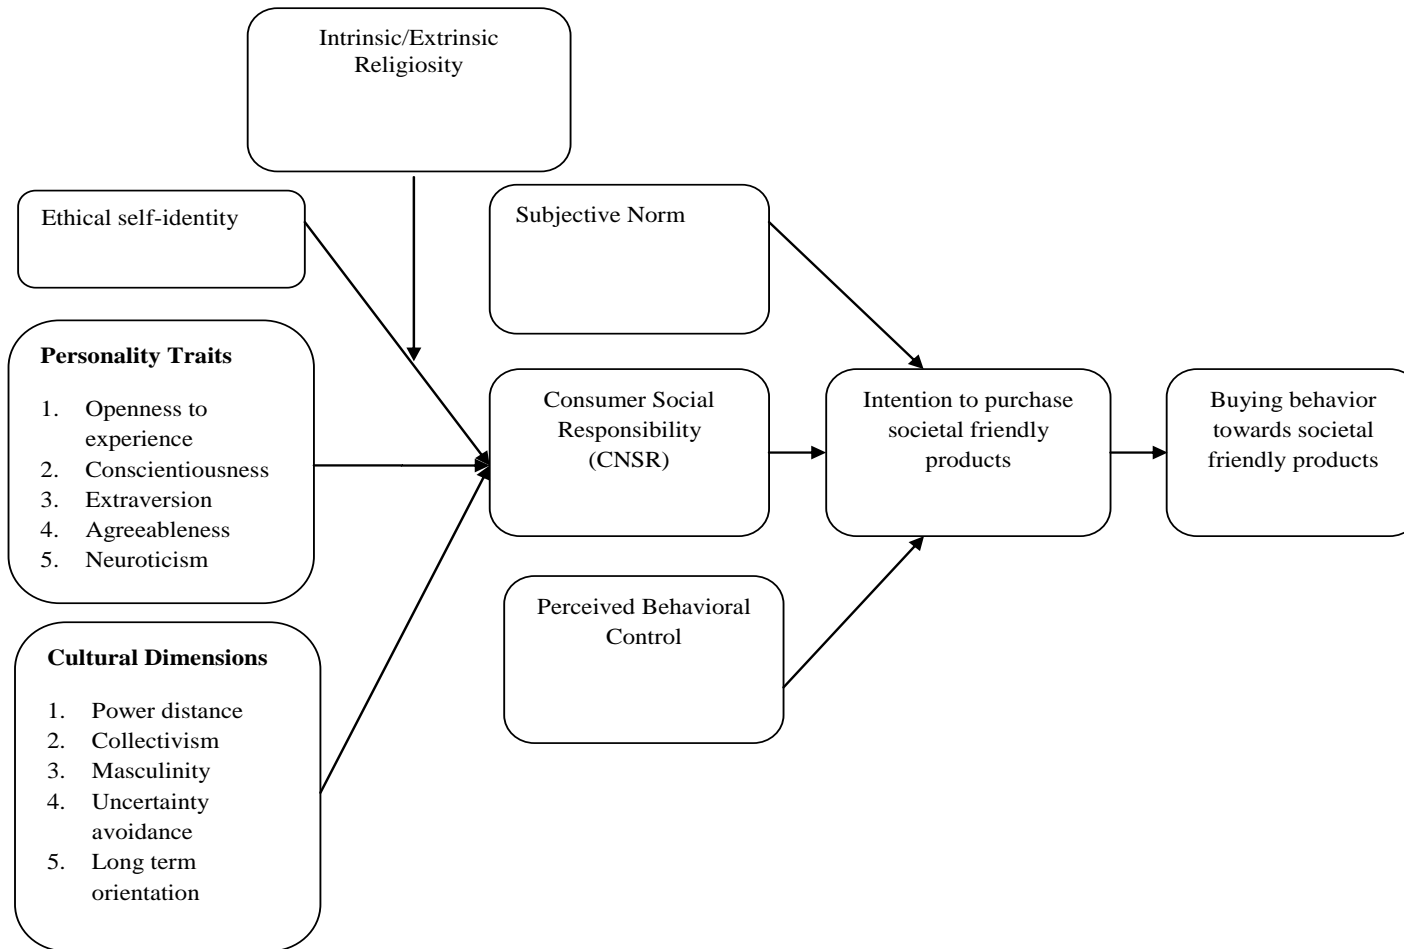 Intrinsic/Extrinsic
Religiosity
Ethical self-identity
Subjective Norm
Personality Traits
1. Openness to
experience
2. Conscientiousness
3. Extraversion
4. Agreeableness
5. Neuroticism
Consumer Social
Responsibility
(CNSR)
Intention to purchase
societal friendly
products
Buying behavior
towards societal
friendly products
Perceived Behavioral
Control
Cultural Dimensions
1. Power distance
2. Collectivism
3. Masculinity
4. Uncertainty
avoidance
5. Long term
orientation